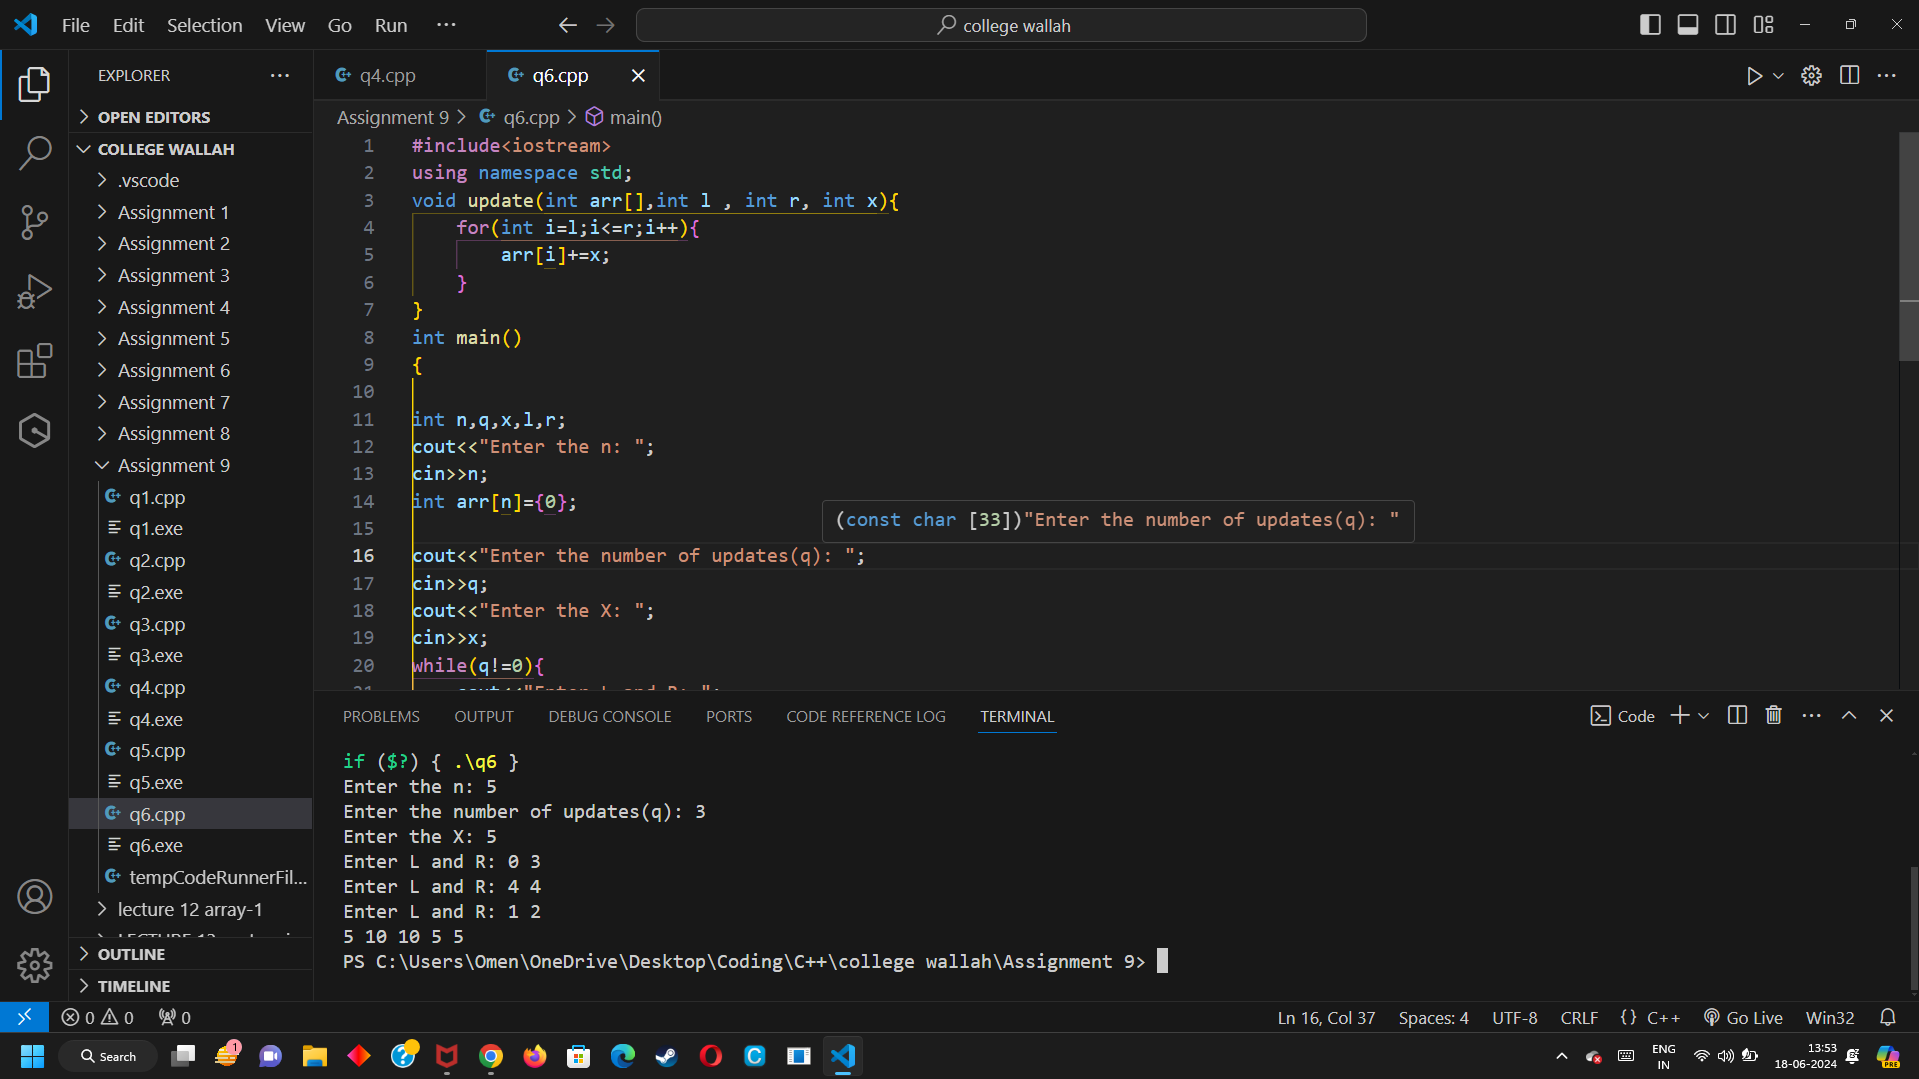 File Edit Selection View Go Run ···
college wallah
EXPLORER
OPEN EDITORS
COLLEGE WALLAH
.vscode
Assignment 1
Assignment 2
Assignment 3
Assignment 4
Assignment 5
Assignment 6
Assignment 7
Assignment 8
Assignment 9
q1.cpp
q1.exe
q2.cpp
q2.exe
q3.cpp
q3.exe
q4.cpp
q4.exe
q5.cpp
q5.exe
q6.cpp
q6.exe
tempCodeRunnerFil...
lecture 12 array-1
OUTLINE
TIMELINE
q4.cpp q6.cpp
Assignment 9 > q6.cpp > main()
1 #include<iostream>
2 using namespace std;
3 void update(int arr[],int l , int r, int x){
4 for(int i=l;i<=r;i++){
5 arr[i]+=x;
6 }
7 }
8 int main()
9 {
10
11 int n,q,x,l,r;
12 cout<<"Enter the n: ";
13 cin>>n;
14 int arr[n]={0};
(const char [33])"Enter the number of updates(q): "
15
16 cout<<"Enter the number of updates(q): ";
17 cin>>q;
18 cout<<"Enter the X: ";
19 cin>>x;
20 while(q!=0){
PROBLEMS OUTPUT DEBUG CONSOLE PORTS CODE REFERENCE LOG TERMINAL Code
if ($?) { .\q6 }
Enter the n: 5
Enter the number of updates(q): 3
Enter the X: 5
Enter L and R: 0 3
Enter L and R: 4 4
Enter L and R: 1 2
5 10 10 5 5
PS C:\Users\Omen\OneDrive\Desktop\Coding\C++\college wallah\Assignment 9>
0 0 0 Ln 16, Col 37 Spaces: 4 UTF-8 CRLF {} C++ Go Live Win32
Search 1 ENG
IN
13:53
18-06-2024
PRE